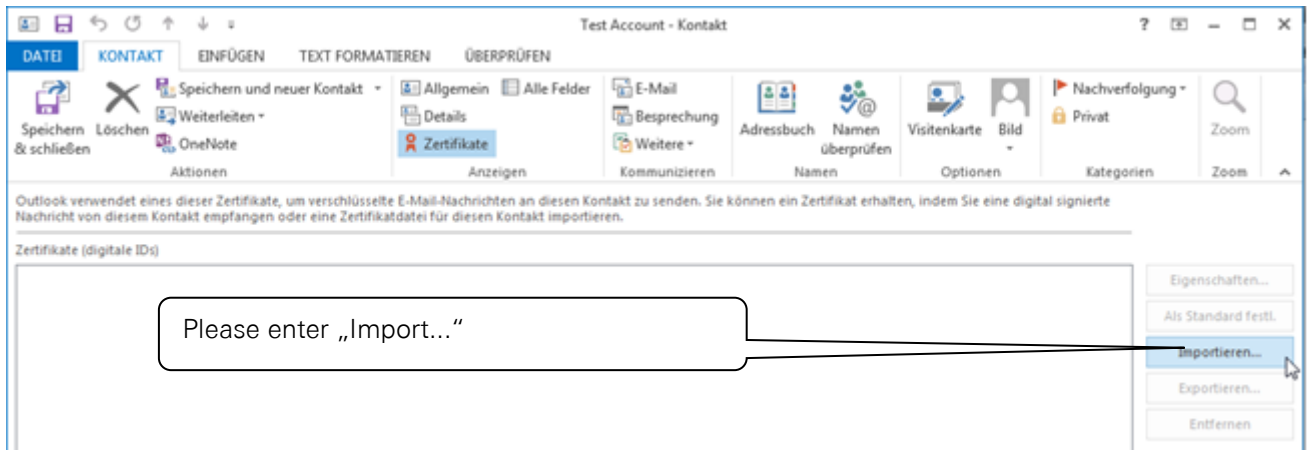 Test Account - Kontakt
DATEI KONTAKT EINFÜGEN TEXT FORMATIEREN ÜBERPRÜFEN
Speichern & schließen
Löschen
Speichern und neuer Kontakt
Weiterleiten
OneNote
Aktionen
Allgemein
Alle Felder
Details
Zertifikate
Anzeigen
E-Mail
Besprechung
Weitere
Kommunizieren
Adressbuch
Namen überprüfen
Namen
Visitenkarte
Bild
Optionen
Nachverfolgung
Privat
Kategorien
Zoom
Zoom
Outlook verwendet eines dieser Zertifikate, um verschlüsselte E-Mail-Nachrichten an diesen Kontakt zu senden. Sie können ein Zertifikat erhalten, indem Sie eine digital signierte
Nachricht von diesem Kontakt empfangen oder eine Zertifikatdatei für diesen Kontakt importieren.
Zertifikate (digitale IDs)
Please enter „Import...“
Eigenschaften...
Als Standard festl.
Importieren...
Exportieren...
Entfernen